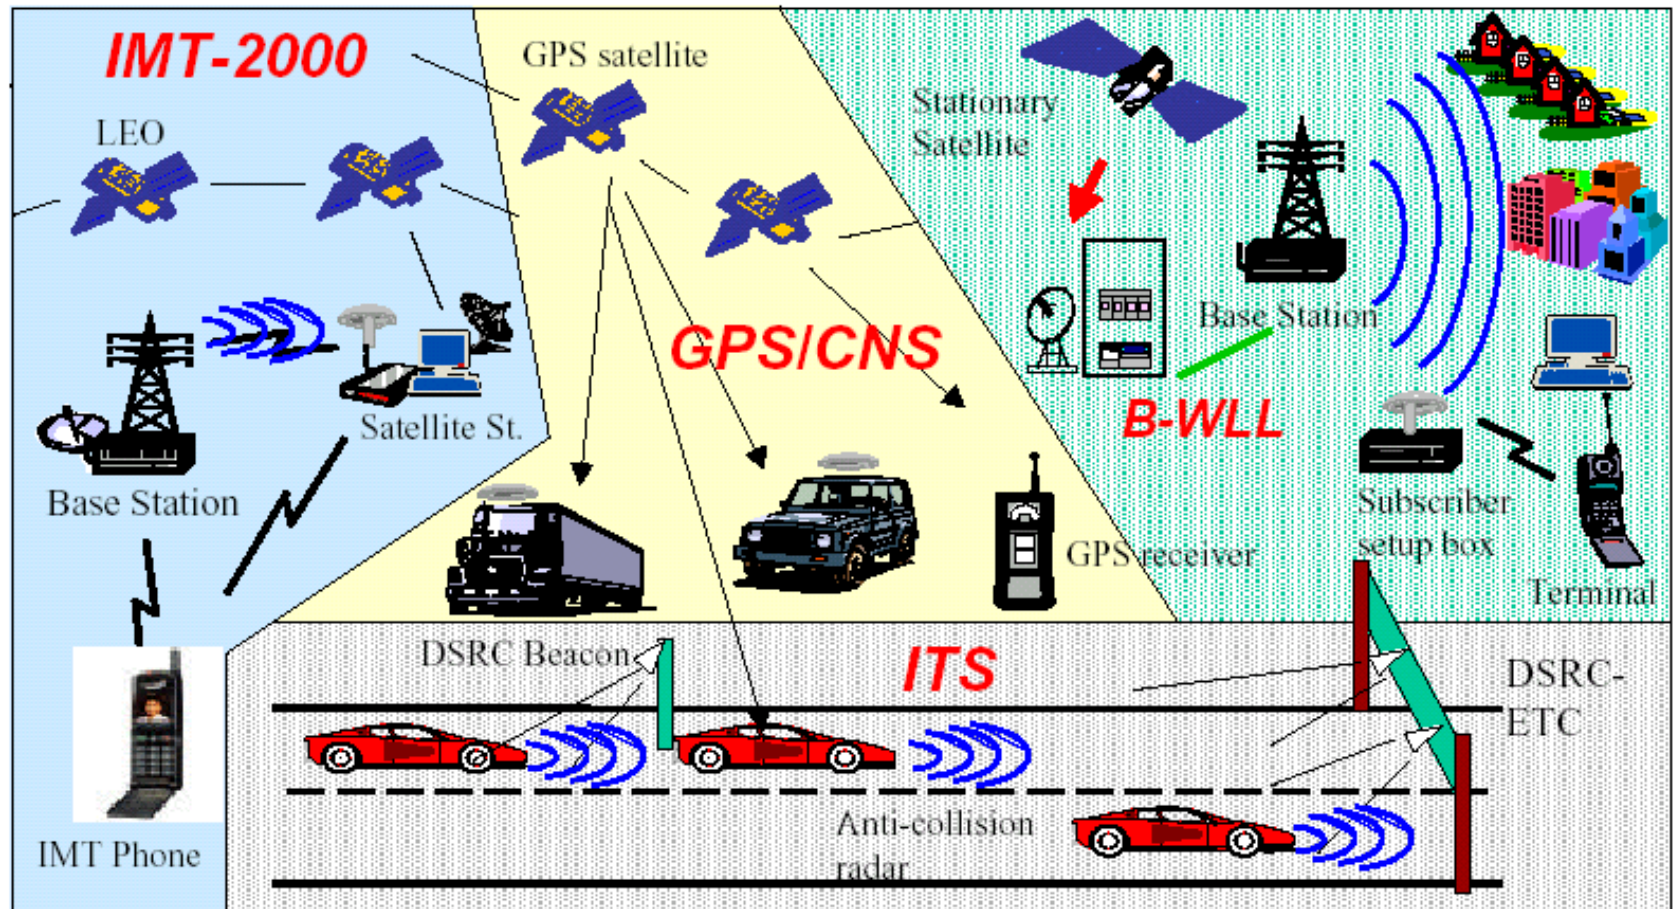 IMT-2000
LEO
Base Station
Satellite St.
IMT Phone
GPS satellite
GPS/CNS
GPS receiver
Stationary
Satellite
Base Station
B-WLL
Subscriber
setup box
Terminal
DSRC Beacon
ITS
Anti-collision
radar
DSRC-
ETC